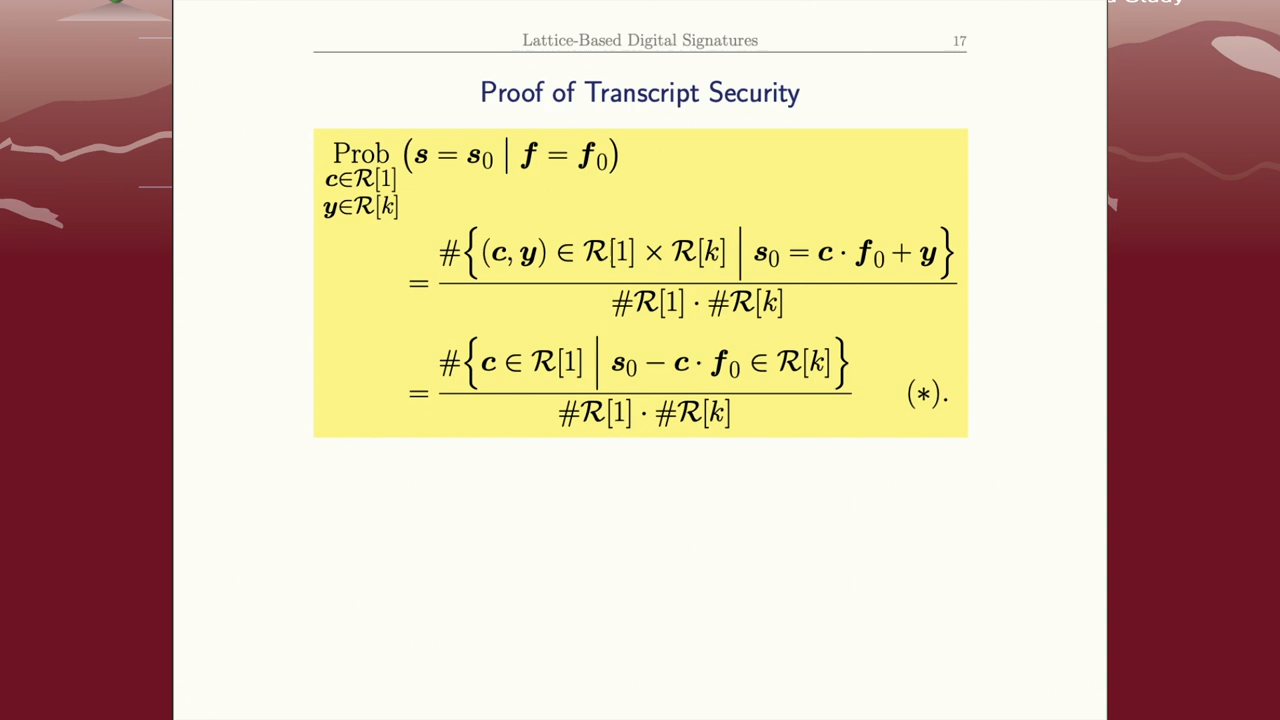 d Study
Lattice-Based Digital Signatures 17
Proof of Transcript Security
Prob (s = s₀ | f = f₀)
c∈R[1]
y∈R[k]
= #{(c, y) ∈ R[1] × R[k] | s₀ = c · f₀ + y} / #R[1] · #R[k]
= #{c ∈ R[1] | s₀ − c · f₀ ∈ R[k]} / #R[1] · #R[k] (∗).